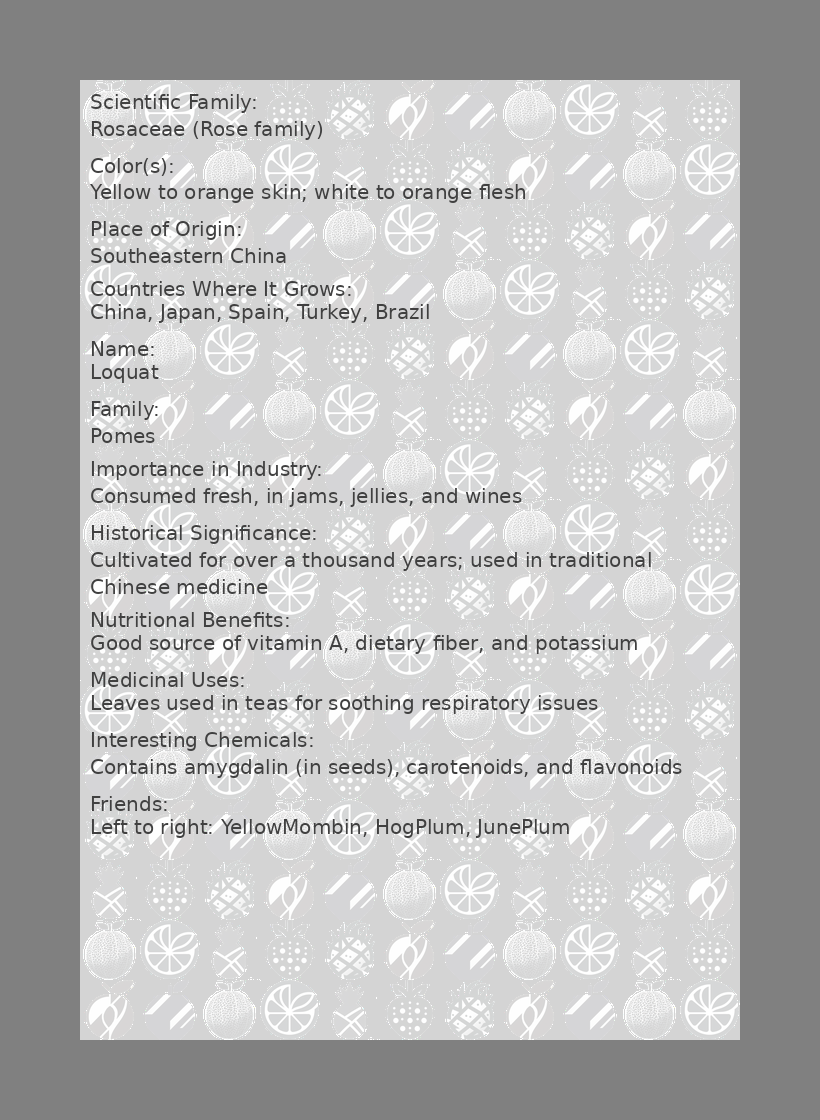 Scientific Family:
Rosaceae (Rose family)
Color(s):
Yellow to orange skin; white to orange flesh
Place of Origin:
Southeastern China
Countries Where It Grows:
China, Japan, Spain, Turkey, Brazil
Name:
Loquat
Family:
Pomes
Importance in Industry:
Consumed fresh, in jams, jellies, and wines
Historical Significance:
Cultivated for over a thousand years; used in traditional
Chinese medicine
Nutritional Benefits:
Good source of vitamin A, dietary fiber, and potassium
Medicinal Uses:
Leaves used in teas for soothing respiratory issues
Interesting Chemicals:
Contains amygdalin (in seeds), carotenoids, and flavonoids
Friends:
Left to right: YellowMombin, HogPlum, JunePlum